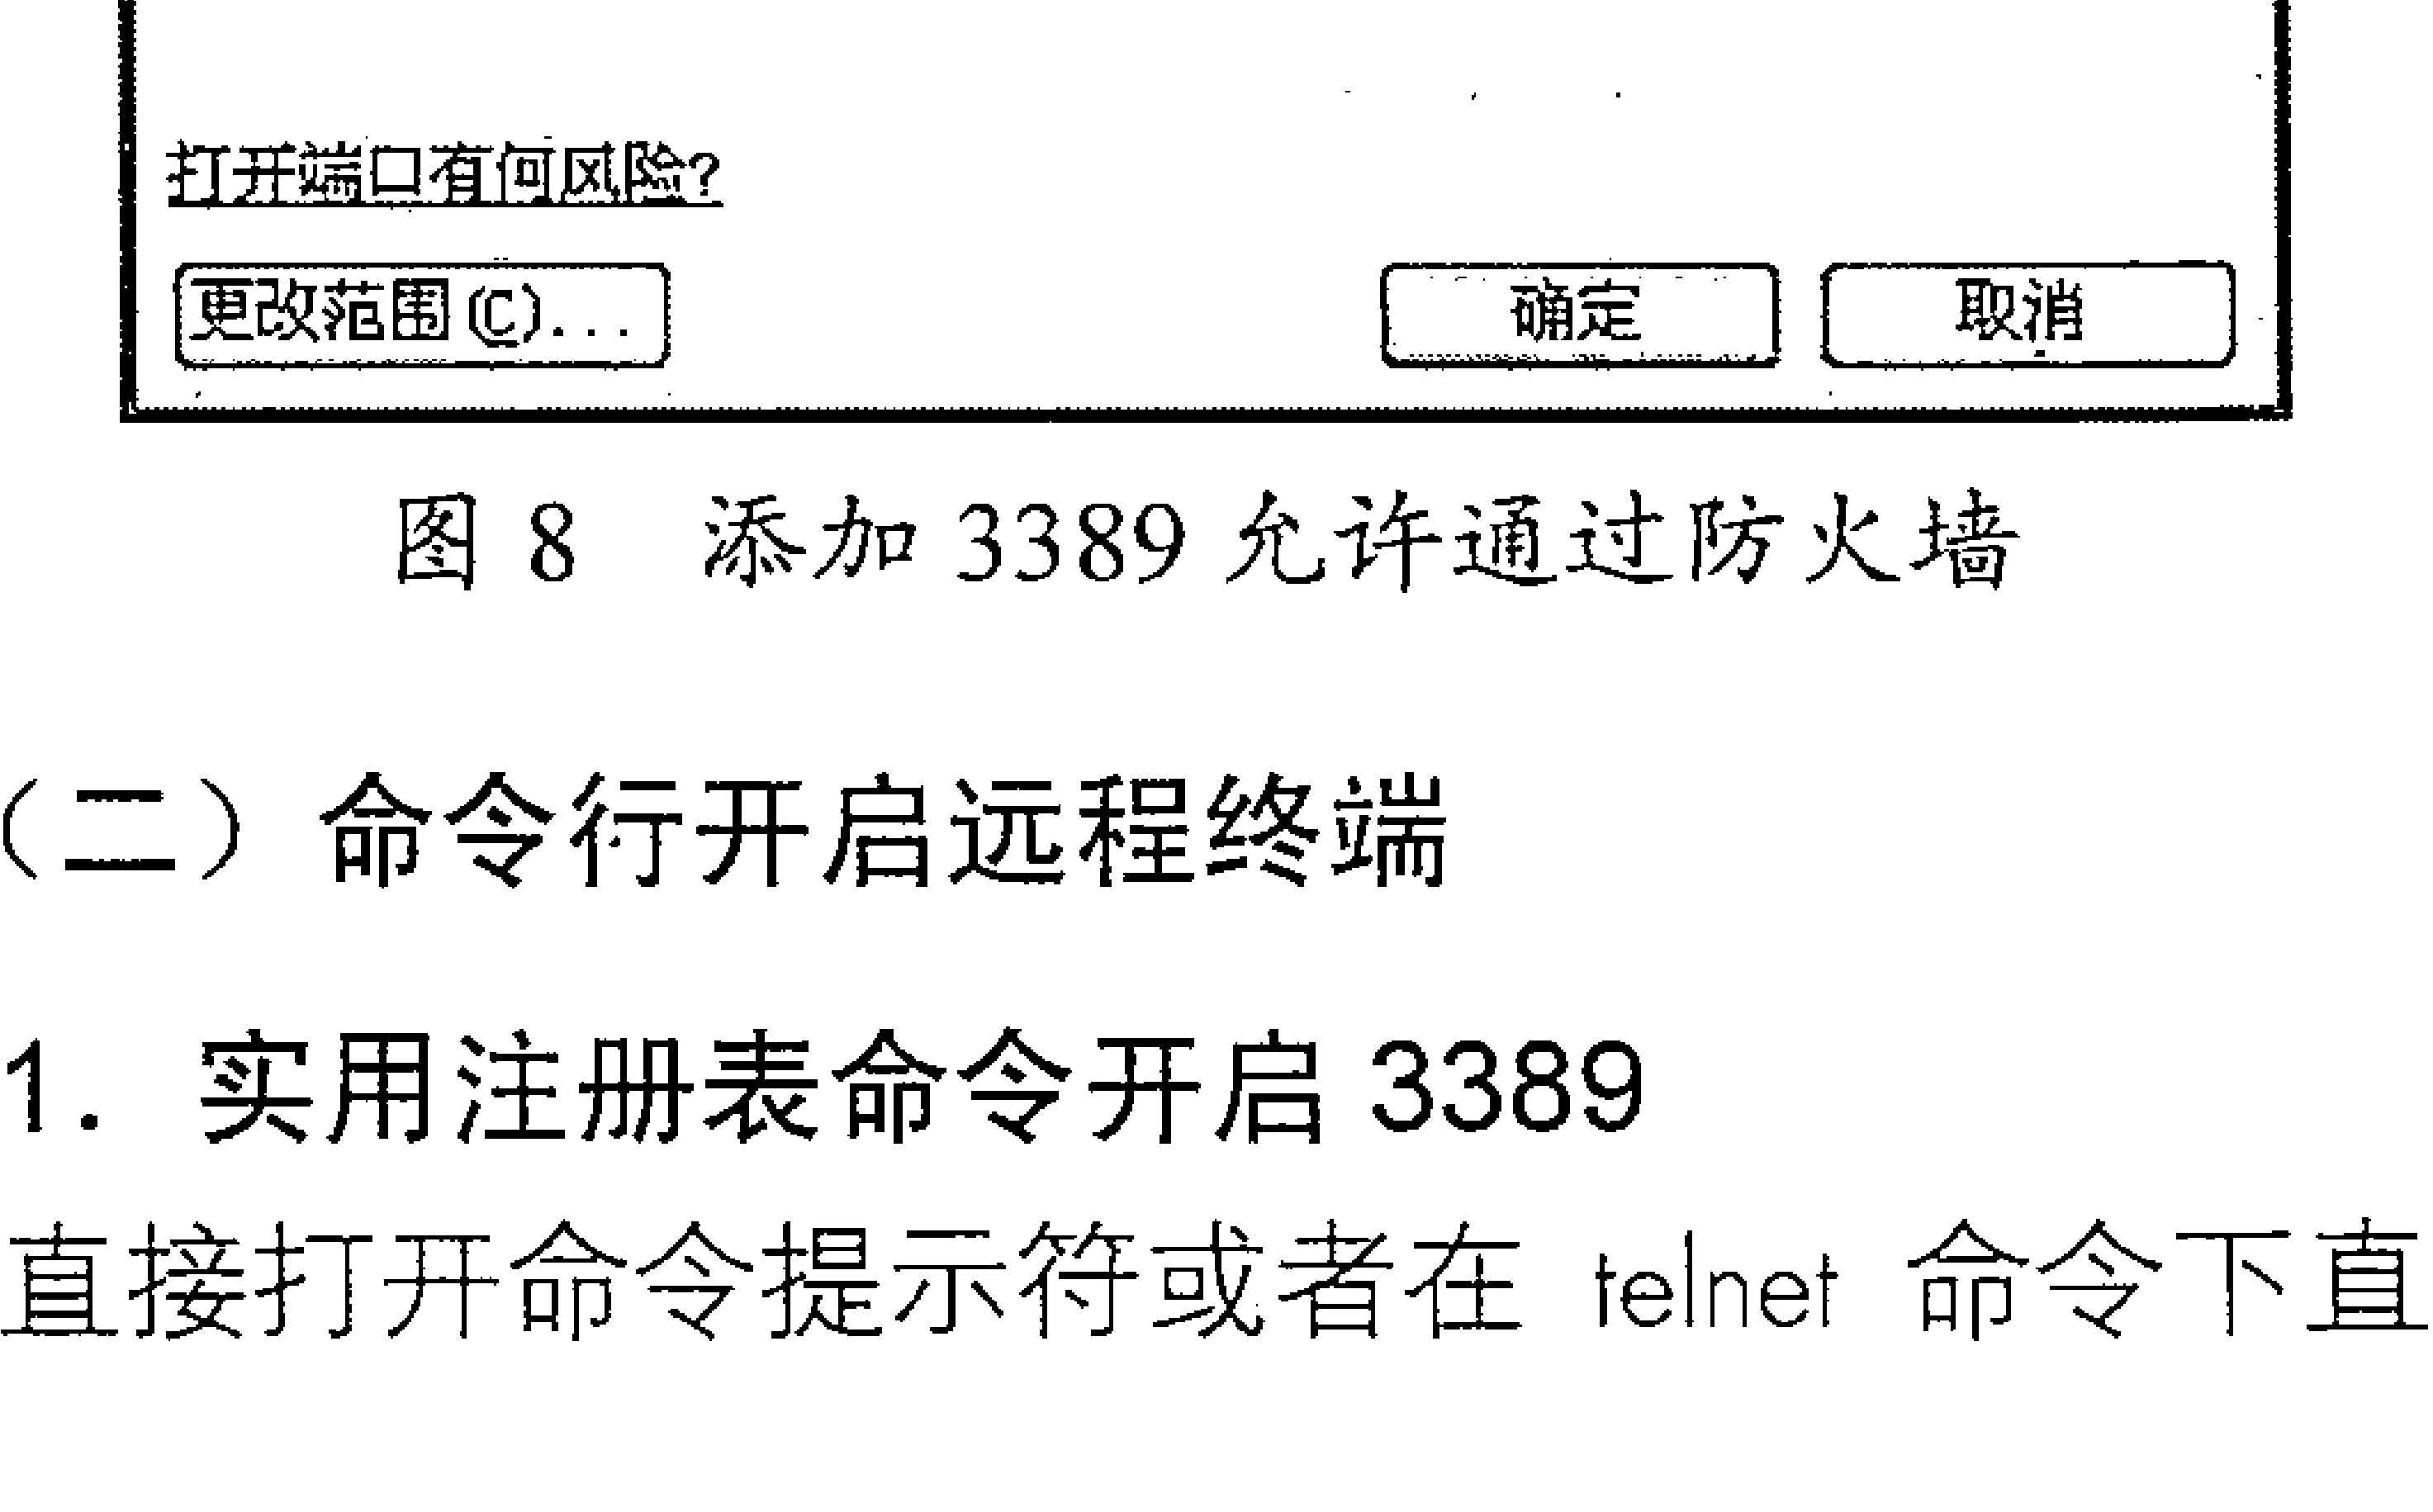 打开端口有何风险?
更改范围(C)... 确定 取消
图 8 添加 3389 允许通过防火墙
（二）命令行开启远程终端
1. 实用注册表命令开启 3389
直接打开命令提示符或者在 telnet 命令下直